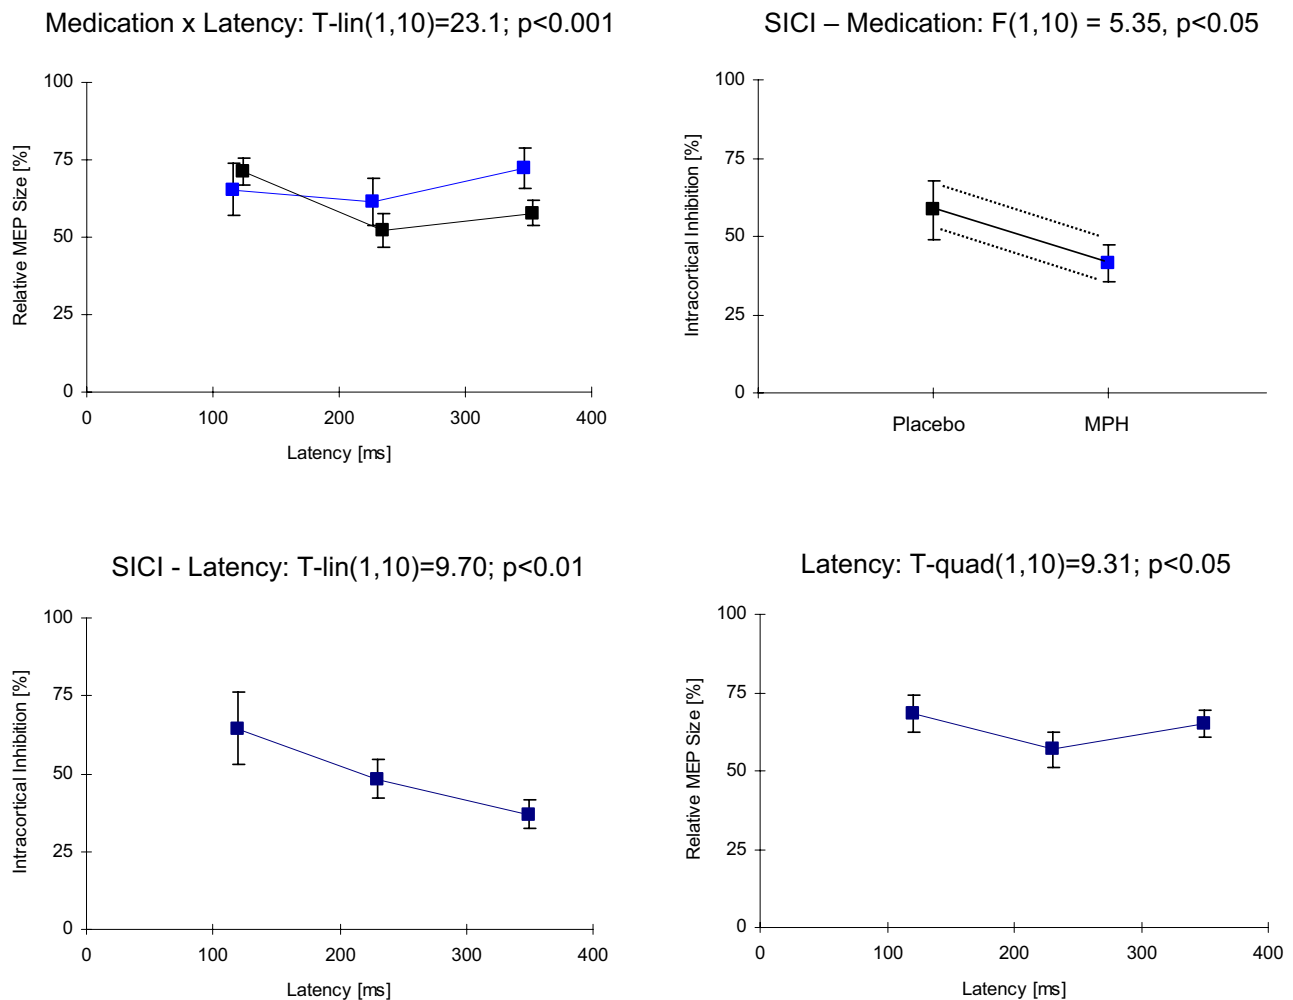 Medication x Latency: T-lin(1,10)=23.1; p<0.001
100
75
50
25
0
Relative MEP Size [%]
0 100 200 300 400
Latency [ms]
SICI – Medication: F(1,10) = 5.35, p<0.05
100
75
50
25
0
Intracortical Inhibition [%]
Placebo MPH
SICI - Latency: T-lin(1,10)=9.70; p<0.01
100
75
50
25
0
Intracortical Inhibition [%]
0 100 200 300 400
Latency [ms]
Latency: T-quad(1,10)=9.31; p<0.05
100
75
50
25
0
Relative MEP Size [%]
0 100 200 300 400
Latency [ms]